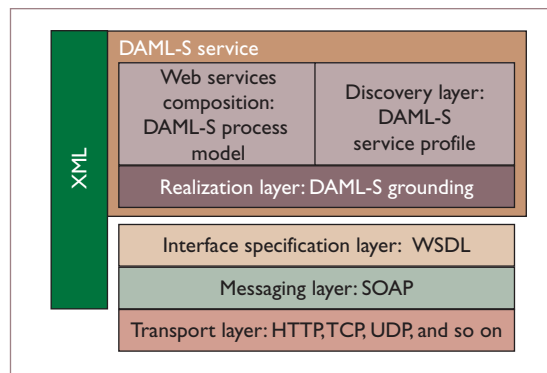 XML
DAML-S service
Web services
composition:
DAML-S process
model
Discovery layer:
DAML-S
service profile
Realization layer: DAML-S grounding
Interface specification layer: WSDL
Messaging layer: SOAP
Transport layer: HTTP, TCP, UDP, and so on